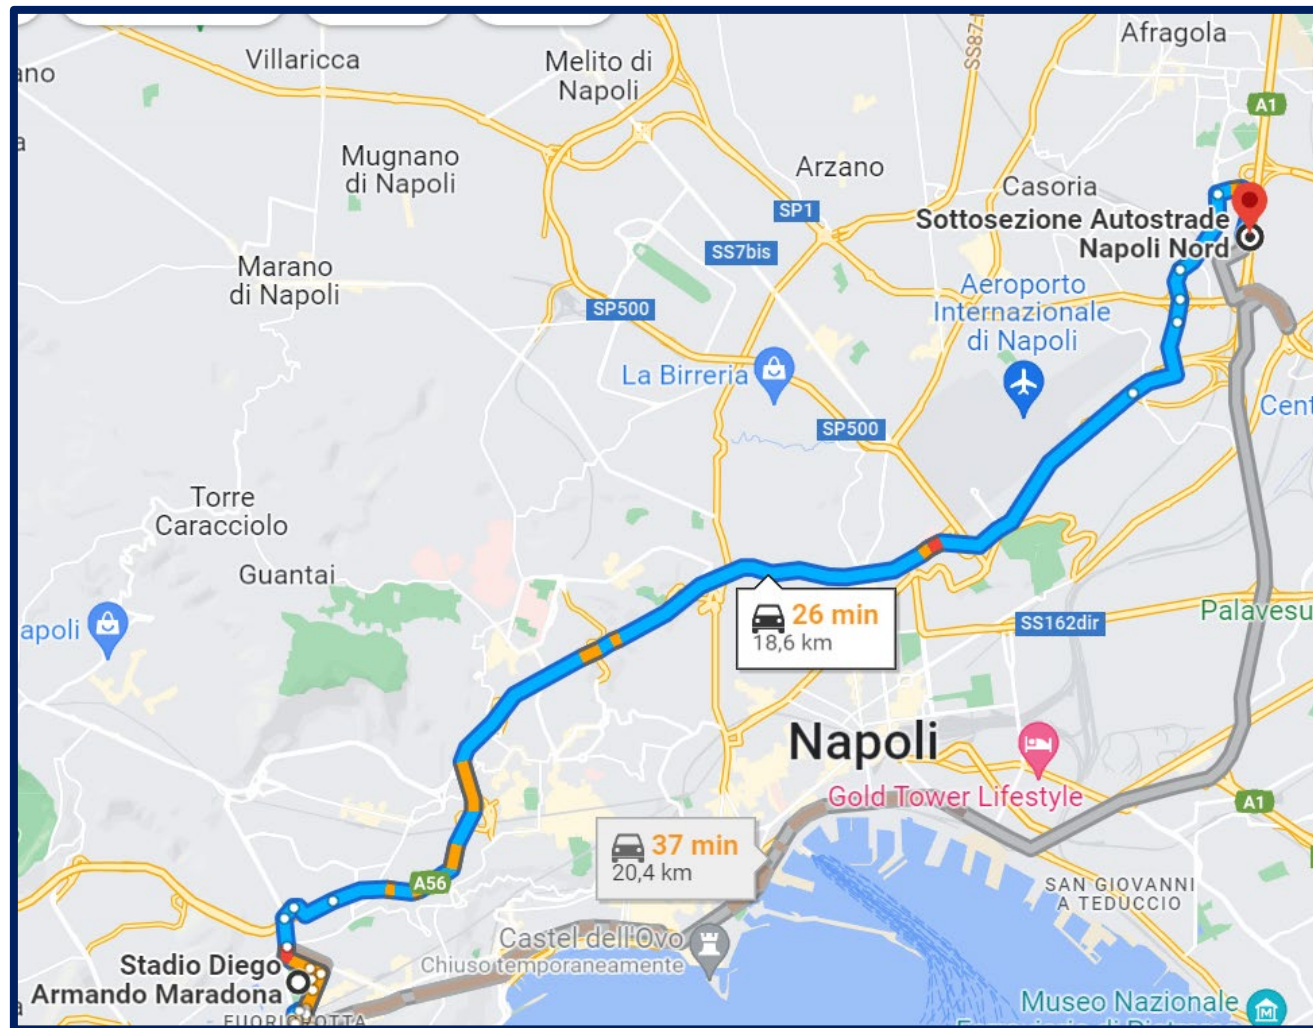 Afragola
Villaricca
Melito di
Napoli
SS87
A1
Mugnano
di Napoli
Arzano
Casoria
SP1
Sottosezione Autostrade
Napoli Nord
SS7bis
Marano
di Napoli
Aeroporto
Internazionale
di Napoli
SP500
La Birreria
Cent
SP500
Torre
Caracciolo
Guantai
26 min
18,6 km
Palavesu
SS162dir
apoli
Napoli
Gold Tower Lifestyle
A1
37 min
20,4 km
A56
SAN GIOVANNI
A TEDUCCIO
Castel dell'Ovo
Chiuso temporaneamente
Stadio Diego
Armando Maradona
Museo Nazionale
FUORIGROTTA